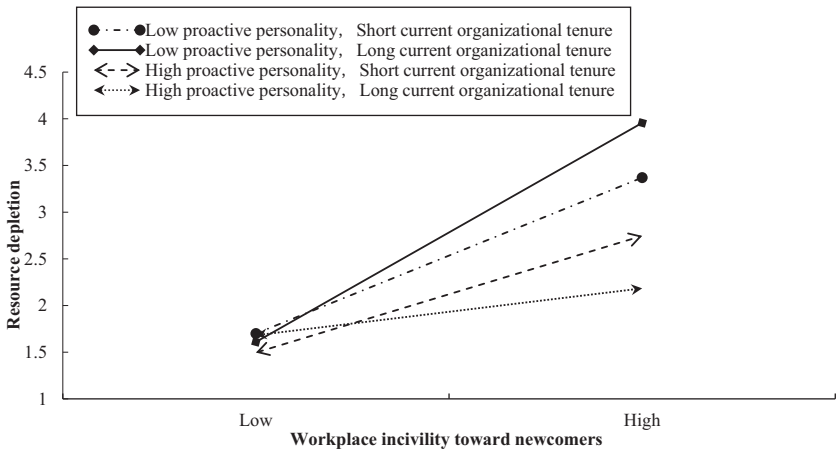 Low proactive personality, Short current organizational tenure
Low proactive personality, Long current organizational tenure
High proactive personality, Short current organizational tenure
High proactive personality, Long current organizational tenure
4.5
4
3.5
3
2.5
2
1.5
1
Resource depletion
Low
High
Workplace incivility toward newcomers